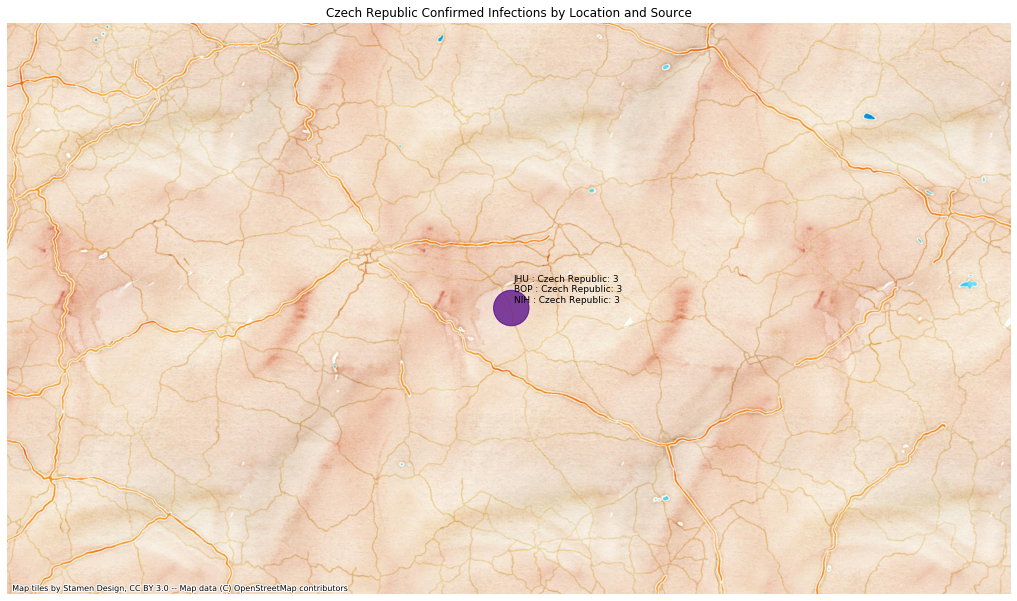 Czech Republic Confirmed Infections by Location and Source
JHU : Czech Republic: 3
BOP : Czech Republic: 3
NIH : Czech Republic: 3
Map tiles by Stamen Design, CC BY 3.0 -- Map data (C) OpenStreetMap contributors